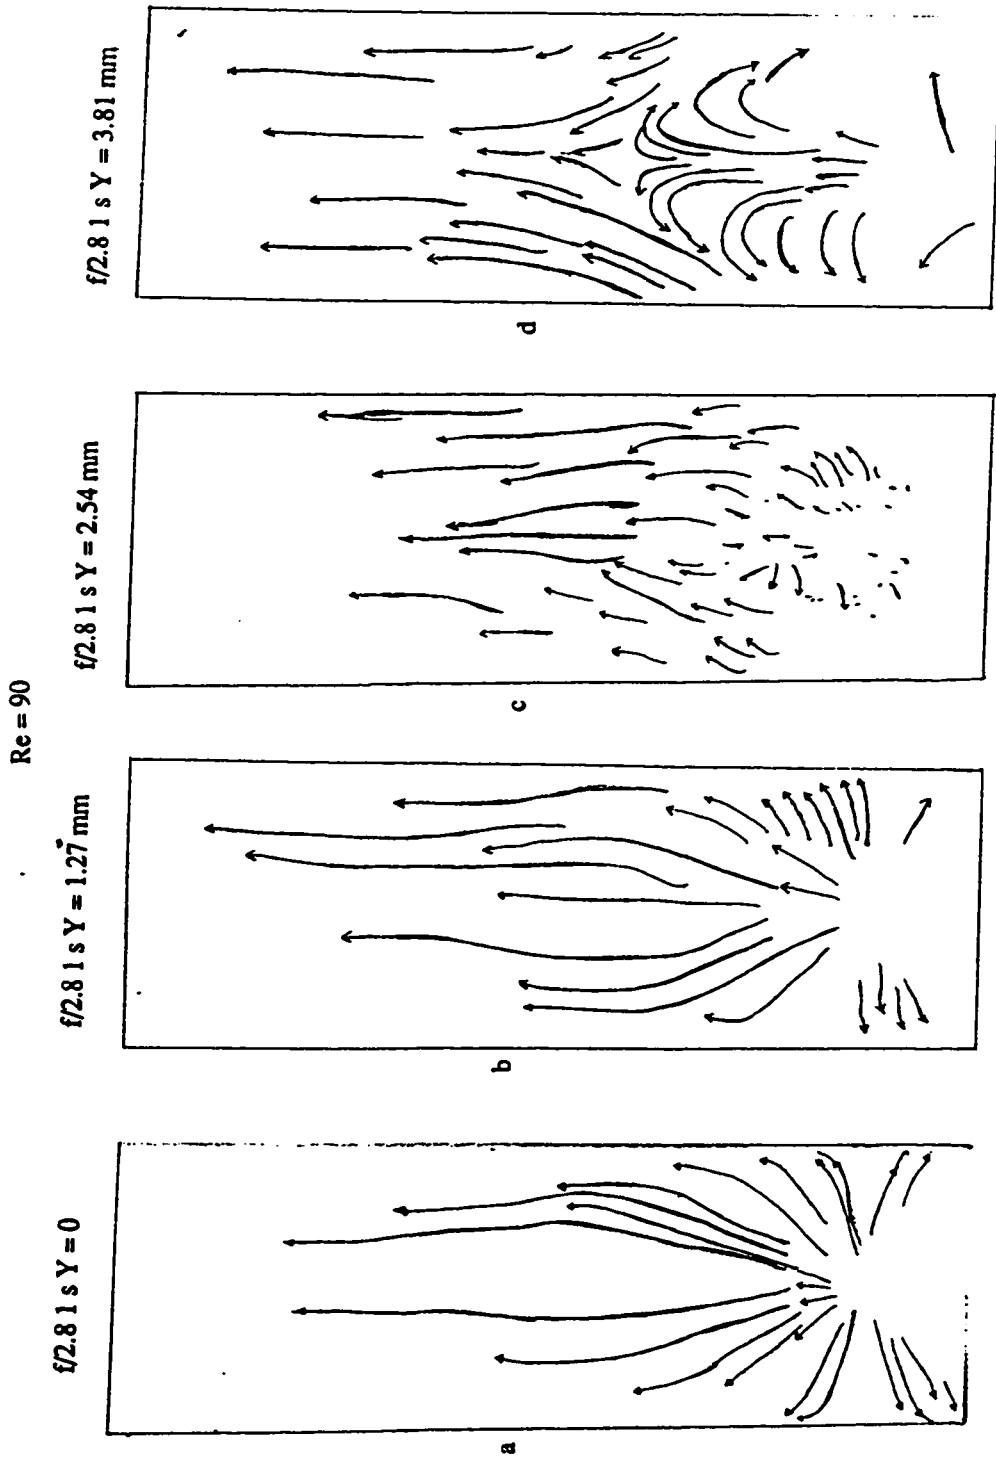 Re = 90
f/2.8 1 s Y = 0
f/2.8 1 s Y = 1.27 mm
f/2.8 1 s Y = 2.54 mm
f/2.8 1 s Y = 3.81 mm
a
b
c
d